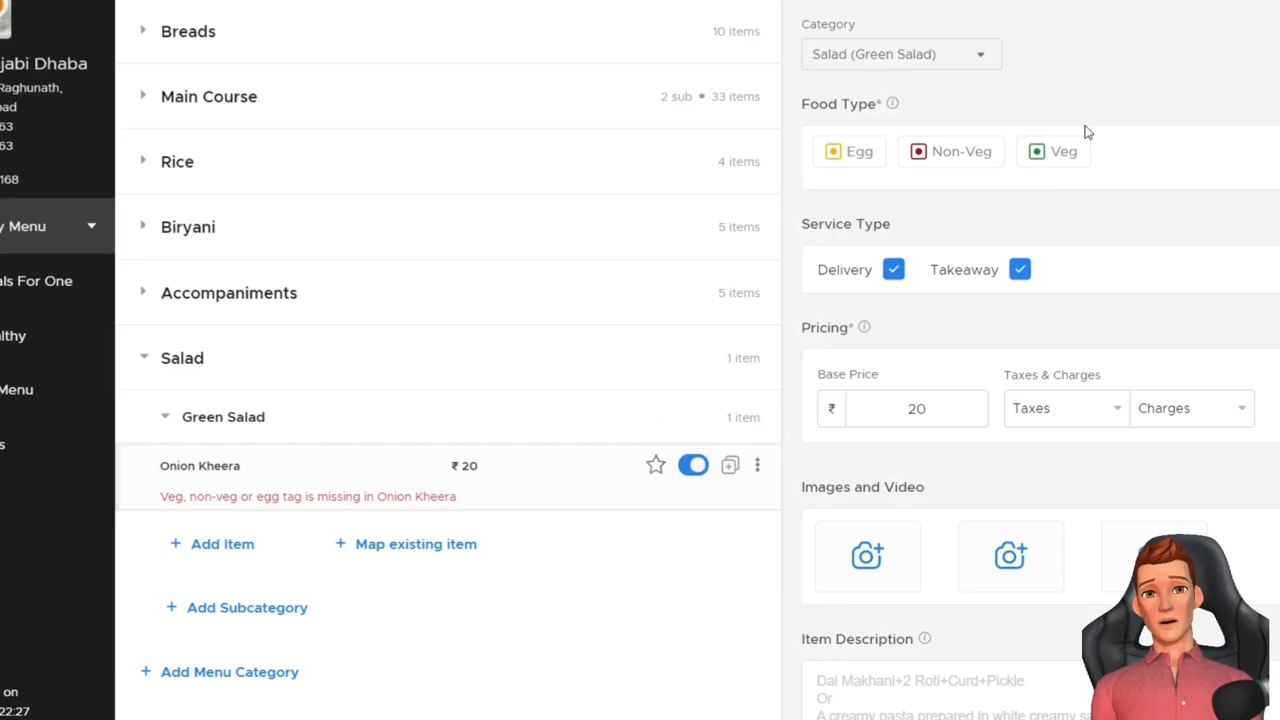 jabi Dhaba
Raghunath,
oad
63
63
168
y Menu
als For One
althy
Menu
s
on
22:27
Breads
10 items
Main Course
2 sub • 33 items
Rice
4 items
Biryani
5 items
Accompaniments
5 items
Salad
1 item
Green Salad
1 item
Onion Kheera ₹ 20
Veg, non-veg or egg tag is missing in Onion Kheera
+ Add Item + Map existing item
+ Add Subcategory
+ Add Menu Category
Category
Salad (Green Salad)
Food Type*
Egg Non-Veg Veg
Service Type
Delivery Takeaway
Pricing*
Base Price Taxes & Charges
₹ 20 Taxes Charges
Images and Video
Item Description
Dal Makhani+2 Roti+Curd+Pickle
Or
A creamy pasta prepared in white creamy sa